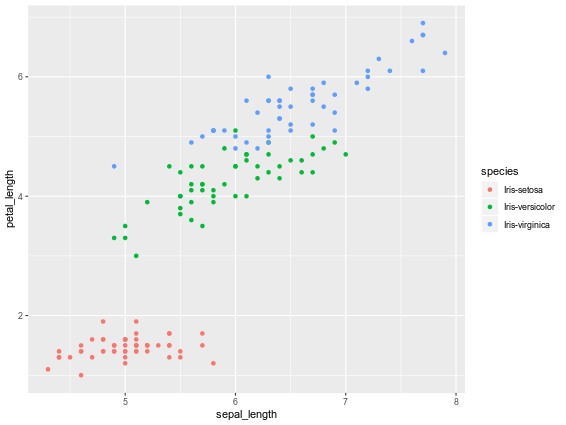 6
4
2
petal_length
5
6
7
8
sepal_length
species
Iris-setosa
Iris-versicolor
Iris-virginica